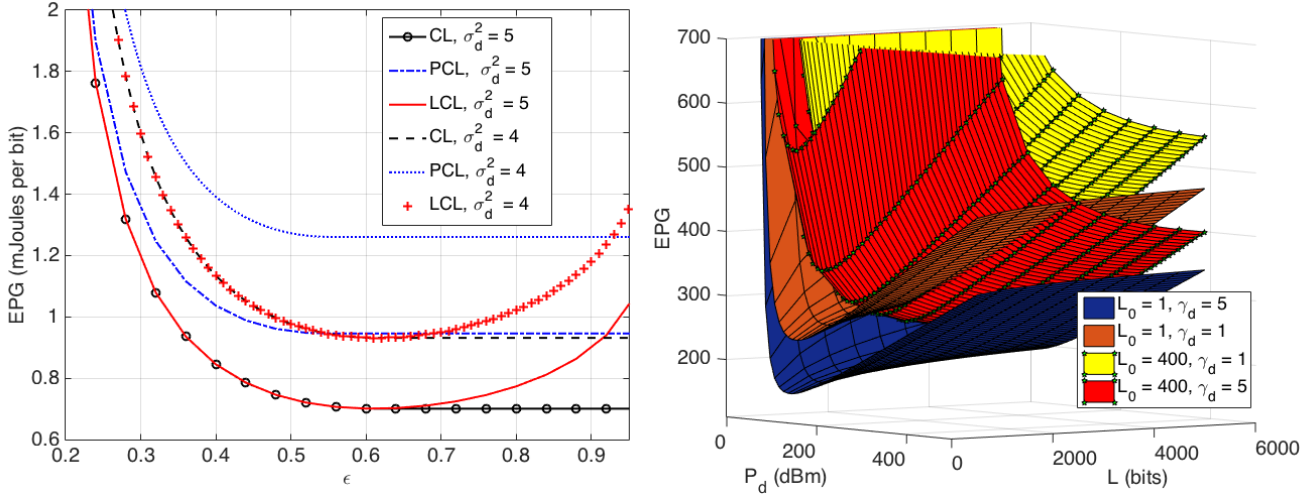 2
1.8
1.6
1.4
1.2
1
0.8
0.6
0.2
0.3
0.4
0.5
0.6
0.7
0.8
0.9
EPG (mJoules per bit)
ϵ
CL, σ_d^2 = 5
PCL, σ_d^2 = 5
LCL, σ_d^2 = 5
CL, σ_d^2 = 4
PCL, σ_d^2 = 4
LCL, σ_d^2 = 4
700
600
500
400
300
200
EPG
0
200
400
P_d (dBm)
0
2000
4000
6000
L (bits)
L_0 = 1, γ_d = 5
L_0 = 1, γ_d = 1
L_0 = 400, γ_d = 1
L_0 = 400, γ_d = 5